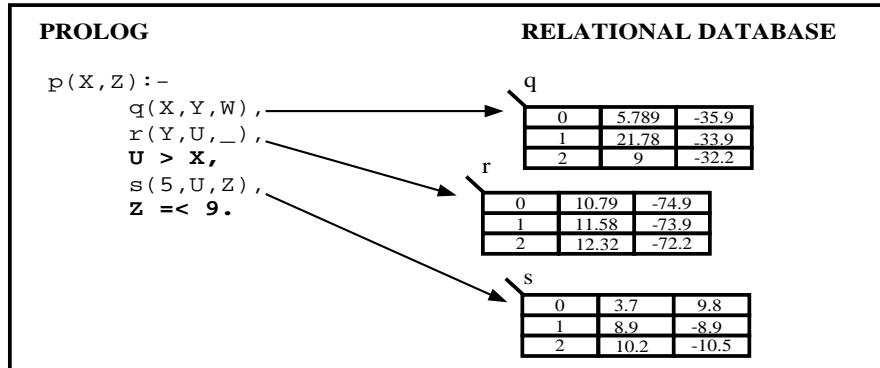 PROLOG
RELATIONAL DATABASE
p(X,Z):-
q(X,Y,W),
r(Y,U,_),
U > X,
s(5,U,Z),
Z =< 9.
q
0 5.789 -35.9
1 21.78 -33.9
2 9 -32.2
r
0 10.79 -74.9
1 11.58 -73.9
2 12.32 -72.2
s
0 3.7 9.8
1 8.9 -8.9
2 10.2 -10.5